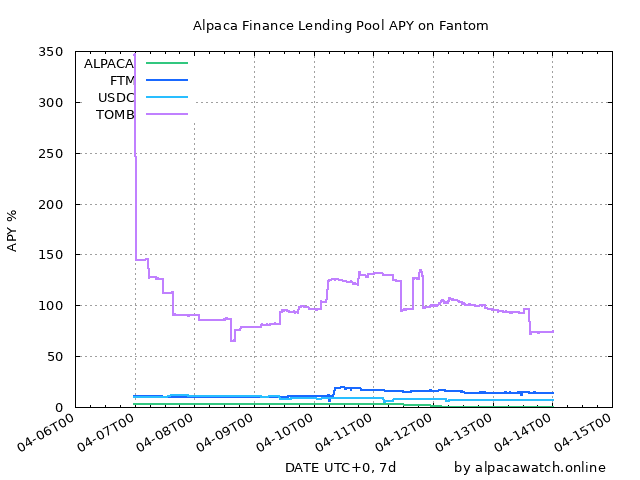 Alpaca Finance Lending Pool APY on Fantom
350
300
250
200
150
100
50
0
APY %
ALPACA
FTM
USDC
TOMB
04-06T00
04-07T00
04-08T00
04-09T00
04-10T00
04-11T00
04-12T00
04-13T00
04-14T00
04-15T00
DATE UTC+0, 7d by alpacawatch.online